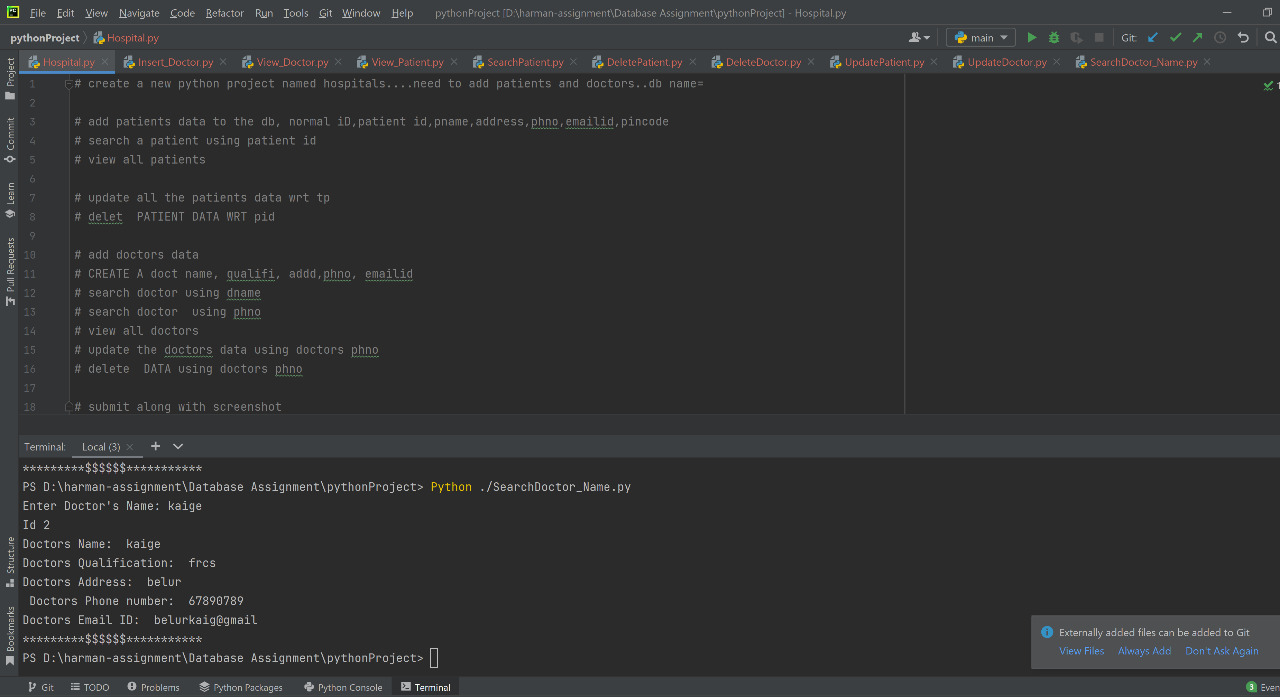 File Edit View Navigate Code Refactor Run Tools Git Window Help pythonProject [D:\harman-assignment\Database Assignment\pythonProject] - Hospital.py
pythonProject Hospital.py main Git:
Hospital.py Insert_Doctor.py View_Doctor.py View_Patient.py SearchPatient.py DeletePatient.py DeleteDoctor.py UpdatePatient.py UpdateDoctor.py SearchDoctor_Name.py
Project
Commit
Learn
Pull Requests
1 # create a new python project named hospitals....need to add patients and doctors..db name=
2
3 # add patients data to the db, normal iD,patient id,pname,address,phno,emailid,pincode
4 # search a patient using patient id
5 # view all patients
6
7 # update all the patients data wrt tp
8 # delet  PATIENT DATA WRT pid
9
10 # add doctors data
11 # CREATE A doct name, qualifi, addd,phno, emailid
12 # search doctor using dname
13 # search doctor  using phno
14 # view all doctors
15 # update the doctors data using doctors phno
16 # delete  DATA using doctors phno
17
18 # submit along with screenshot
1
Terminal: Local (3) +
*********$$$$$$***********
PS D:\harman-assignment\Database Assignment\pythonProject> Python ./SearchDoctor_Name.py
Enter Doctor's Name: kaige
Id 2
Doctors Name:  kaige
Doctors Qualification:  frcs
Doctors Address:  belur
 Doctors Phone number:  67890789
Doctors Email ID:  belurkaig@gmail
*********$$$$$$***********
PS D:\harman-assignment\Database Assignment\pythonProject>
Structure
Bookmarks
Externally added files can be added to Git
View Files Always Add Don't Ask Again
Git TODO Problems Python Packages Python Console Terminal 3 Even